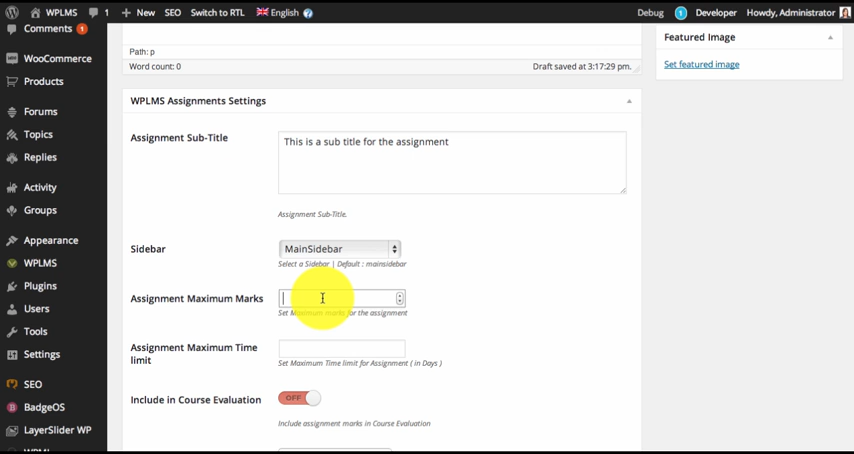 WPLMS 1 New SEO Switch to RTL English Debug 1 Developer Howdy, Administrator
Comments 1
WooCommerce
Products
Forums
Topics
Replies
Activity
Groups
Appearance
WPLMS
Plugins
Users
Tools
Settings
SEO
BadgeOS
LayerSlider WP
Path: p
Word count: 0 Draft saved at 3:17:29 pm.
WPLMS Assignments Settings
Assignment Sub-Title
This is a sub title for the assignment
Assignment Sub-Title.
Sidebar
MainSidebar
Select a Sidebar | Default : mainsidebar
Assignment Maximum Marks
Set Maximum marks for the assignment
Assignment Maximum Time
limit
Set Maximum Time limit for Assignment ( in Days )
Include in Course Evaluation
OFF
Include assignment marks in Course Evaluation
Featured Image
Set featured image